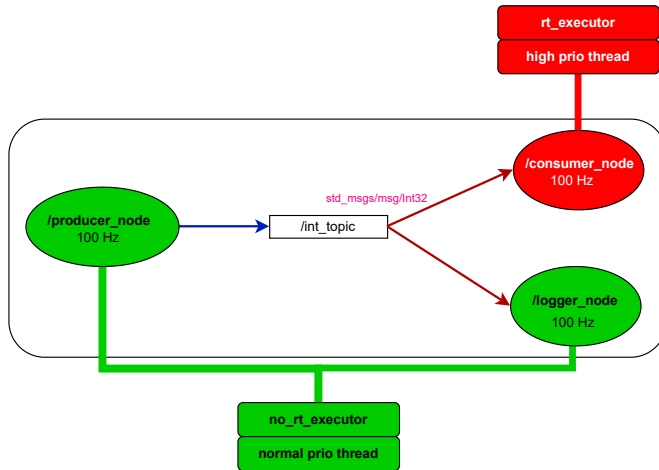 rt_executor
high prio thread
/consumer_node
100 Hz
std_msgs/msg/Int32
/producer_node
100 Hz
/int_topic
/logger_node
100 Hz
no_rt_executor
normal prio thread